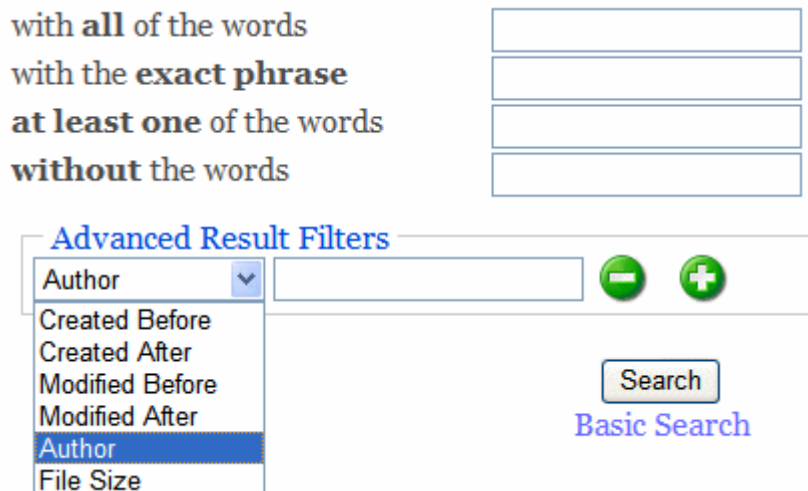 with all of the words
with the exact phrase
at least one of the words
without the words
Advanced Result Filters
Author
Created Before
Created After
Modified Before
Modified After
Author
File Size
Search
Basic Search